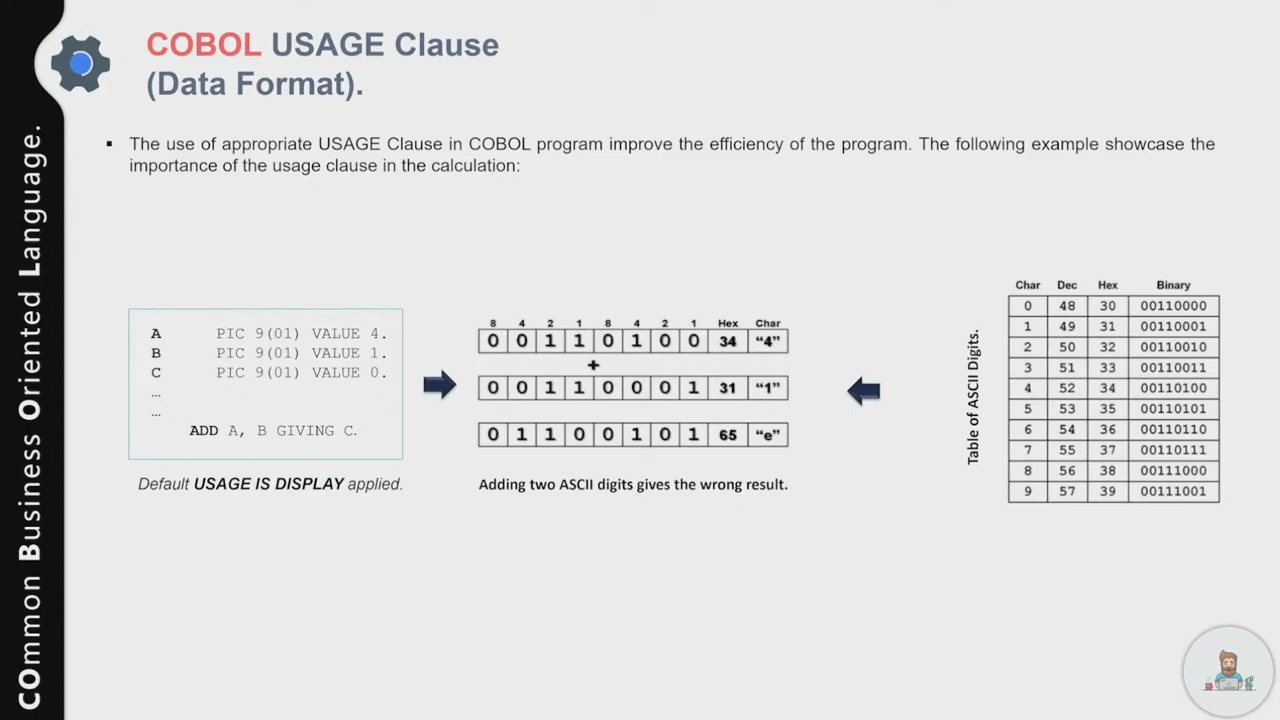 COmmon Business Oriented Language.
COBOL USAGE Clause
(Data Format).
▪ The use of appropriate USAGE Clause in COBOL program improve the efficiency of the program. The following example showcase the
importance of the usage clause in the calculation:
A PIC 9(01) VALUE 4.
B PIC 9(01) VALUE 1.
C PIC 9(01) VALUE 0.
…
…
ADD A, B GIVING C.
Default USAGE IS DISPLAY applied.
8 4 2 1 8 4 2 1 Hex Char
0 0 1 1 0 1 0 0 34 “4”
+
0 0 1 1 0 0 0 1 31 “1”
0 1 1 0 0 1 0 1 65 “e”
Adding two ASCII digits gives the wrong result.
Table of ASCII Digits.
Char Dec Hex Binary
0 48 30 00110000
1 49 31 00110001
2 50 32 00110010
3 51 33 00110011
4 52 34 00110100
5 53 35 00110101
6 54 36 00110110
7 55 37 00110111
8 56 38 00111000
9 57 39 00111001